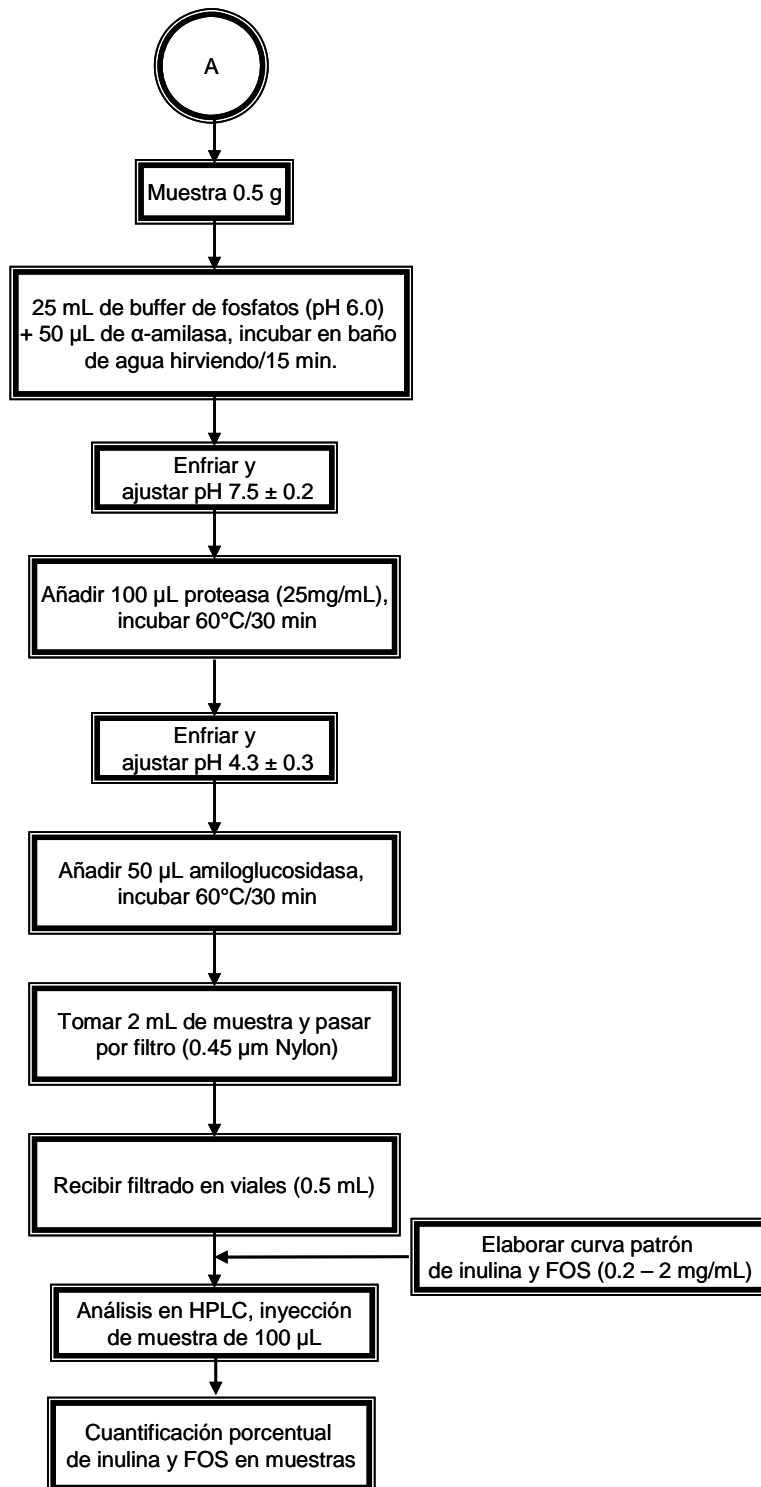 A
Muestra 0.5 g
25 mL de buffer de fosfatos (pH 6.0)
+ 50 µL de α-amilasa, incubar en baño
de agua hirviendo/15 min.
Enfriar y
ajustar pH 7.5 ± 0.2
Añadir 100 µL proteasa (25mg/mL),
incubar 60°C/30 min
Enfriar y
ajustar pH 4.3 ± 0.3
Añadir 50 µL amiloglucosidasa,
incubar 60°C/30 min
Tomar 2 mL de muestra y pasar
por filtro (0.45 µm Nylon)
Recibir filtrado en viales (0.5 mL)
Elaborar curva patrón
de inulina y FOS (0.2 – 2 mg/mL)
Análisis en HPLC, inyección
de muestra de 100 µL
Cuantificación porcentual
de inulina y FOS en muestras